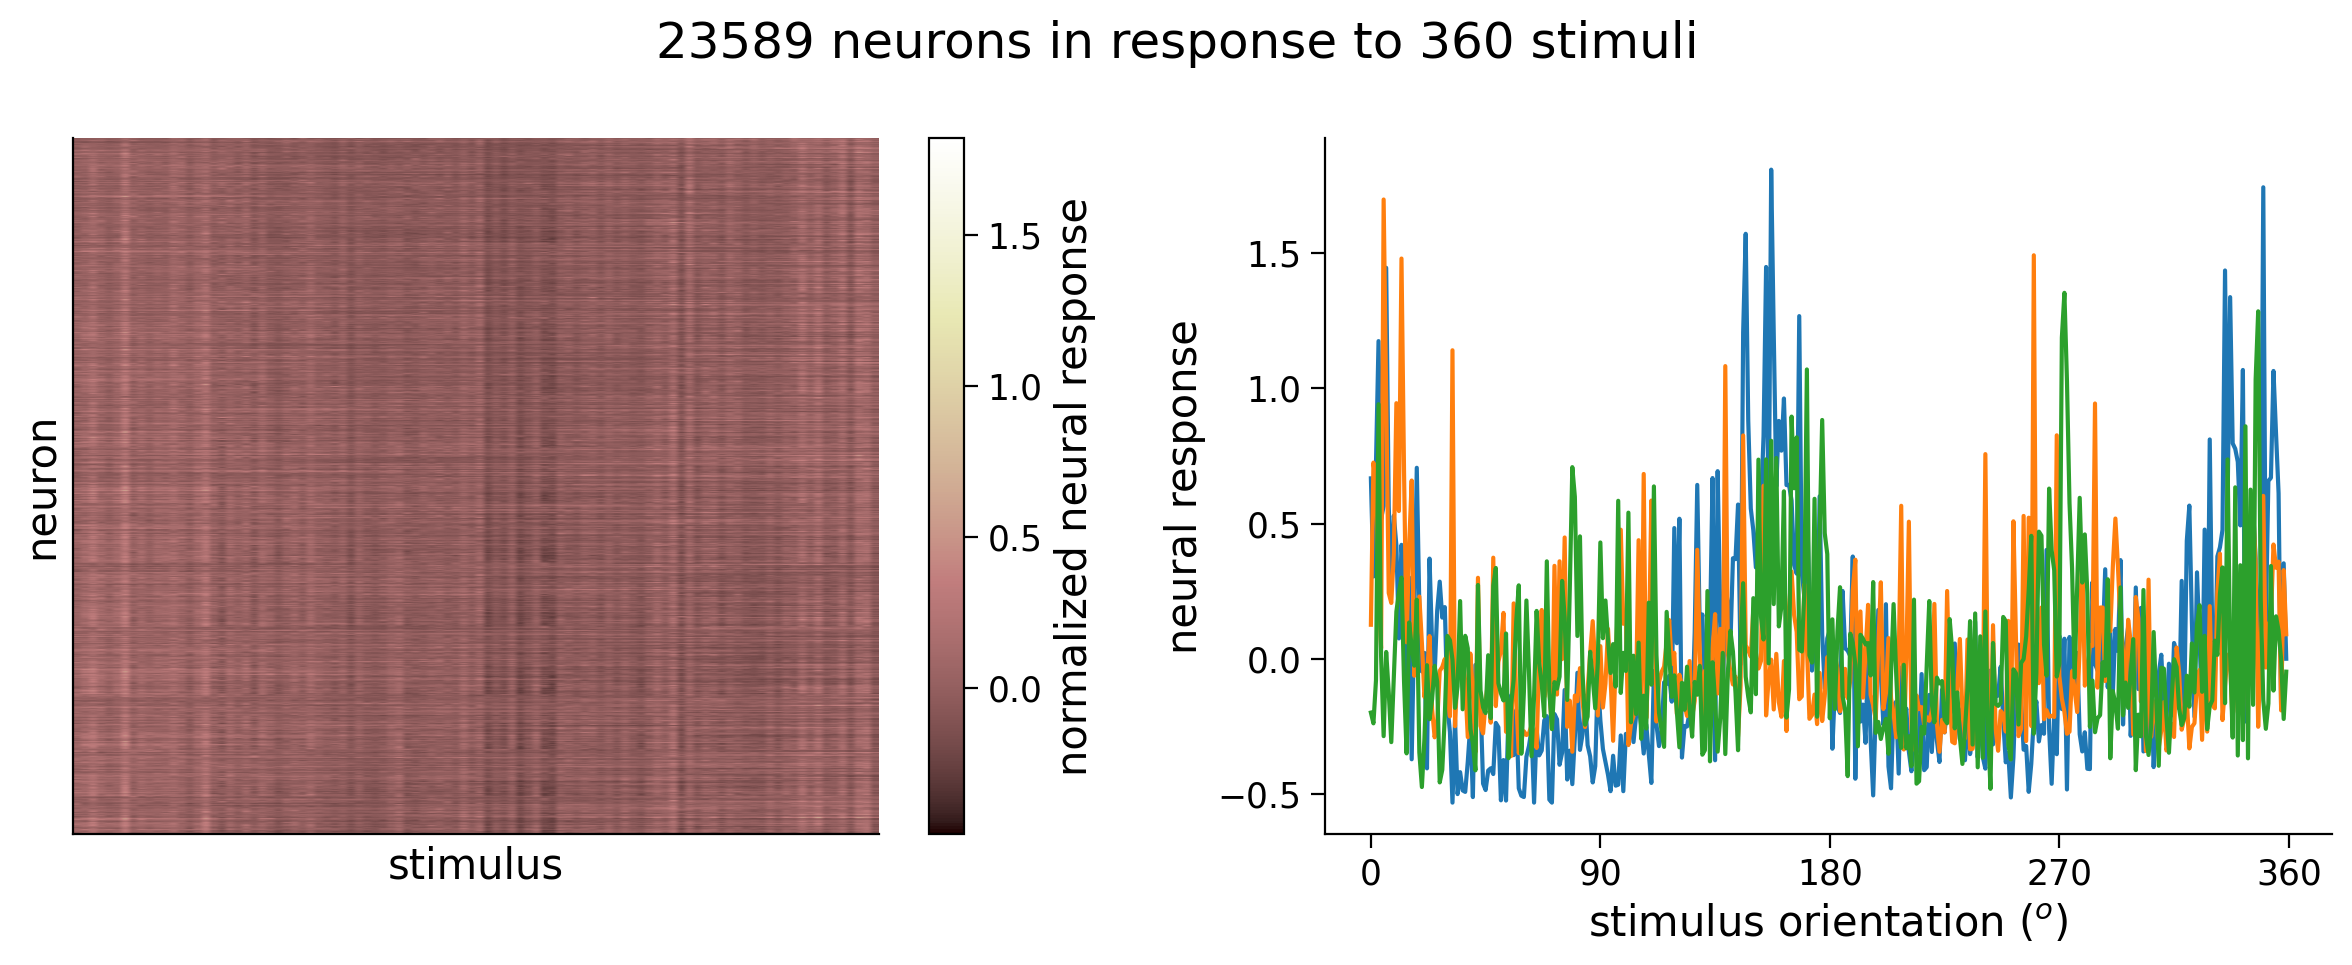 23589 neurons in response to 360 stimuli
neuron
stimulus
1.5
1.0
0.5
0.0
normalized neural response
neural response
1.5
1.0
0.5
0.0
−0.5
0 90 180 270 360
stimulus orientation (º)